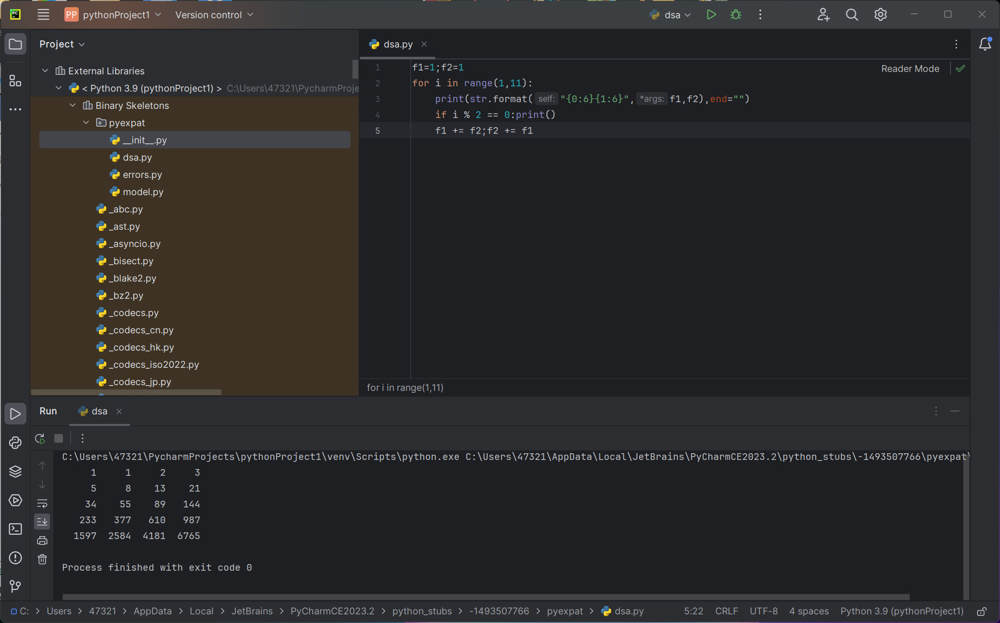 PC
PP pythonProject1 Version control dsa
Project
External Libraries
< Python 3.9 (pythonProject1) > C:\Users\47321\PycharmProje
Binary Skeletons
pyexpat
__init__.py
dsa.py
errors.py
model.py
_abc.py
_ast.py
_asyncio.py
_bisect.py
_blake2.py
_bz2.py
_codecs.py
_codecs_cn.py
_codecs_hk.py
_codecs_iso2022.py
_codecs_jp.py
dsa.py
Reader Mode
1 f1=1;f2=1
2 for i in range(1,11):
3 print(str.format( self: "{0:6}{1:6}", *args: f1,f2),end="")
4 if i % 2 == 0:print()
5 f1 += f2;f2 += f1
for i in range(1,11)
Run dsa
C:\Users\47321\PycharmProjects\pythonProject1\venv\Scripts\python.exe C:\Users\47321\AppData\Local\JetBrains\PyCharmCE2023.2\python_stubs\-1493507766\pyexpat\
1 1 2 3
5 8 13 21
34 55 89 144
233 377 610 987
1597 2584 4181 6765
Process finished with exit code 0
C: > Users > 47321 > AppData > Local > JetBrains > PyCharmCE2023.2 > python_stubs > -1493507766 > pyexpat > dsa.py 5:22 CRLF UTF-8 4 spaces Python 3.9 (pythonProject1)